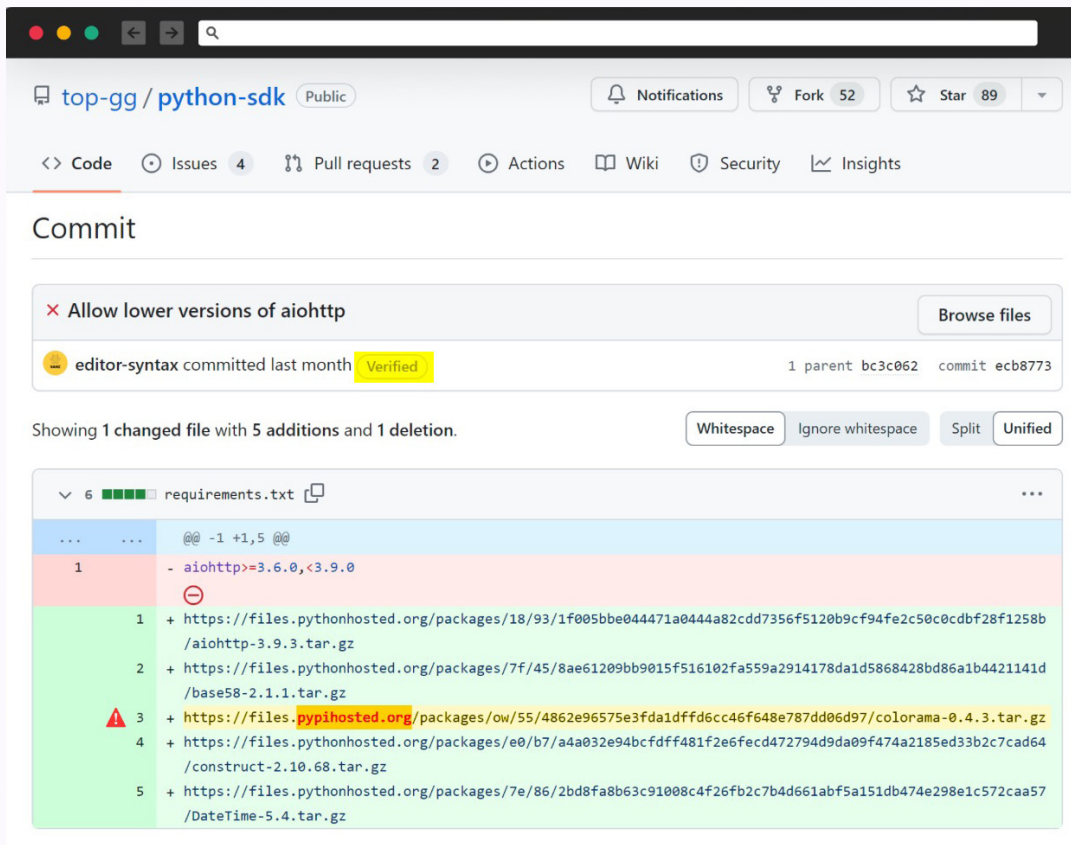 top-gg / python-sdk Public
Notifications
Fork 52
Star 89
Code
Issues 4
Pull requests 2
Actions
Wiki
Security
Insights
Commit
Allow lower versions of aiohttp
Browse files
editor-syntax committed last month Verified
1 parent bc3c062 commit ecb8773
Showing 1 changed file with 5 additions and 1 deletion.
Whitespace Ignore whitespace
Split Unified
6 requirements.txt
... ... @@ -1 +1,5 @@
1 - aiohttp>=3.6.0,<3.9.0
1 + https://files.pythonhosted.org/packages/18/93/1f005bbe044471a0444a82cdd7356f5120b9cf94fe2c50c0cdbf28f1258b
/aiohttp-3.9.3.tar.gz
2 + https://files.pythonhosted.org/packages/7f/45/8ae61209bb9015f516102fa559a2914178da1d5868428bd86a1b4421141d
/base58-2.1.1.tar.gz
3 + https://files.pypihosted.org/packages/ow/55/4862e96575e3fda1dffd6cc46f648e787dd06d97/colorama-0.4.3.tar.gz
4 + https://files.pythonhosted.org/packages/e0/b7/a4a032e94bcfdff481f2e6fecd472794d9da09f474a2185ed33b2c7cad64
/construct-2.10.68.tar.gz
5 + https://files.pythonhosted.org/packages/7e/86/2bd8fa8b63c91008c4f26fb2c7b4d661abf5a151db474e298e1c572caa57
/DateTime-5.4.tar.gz